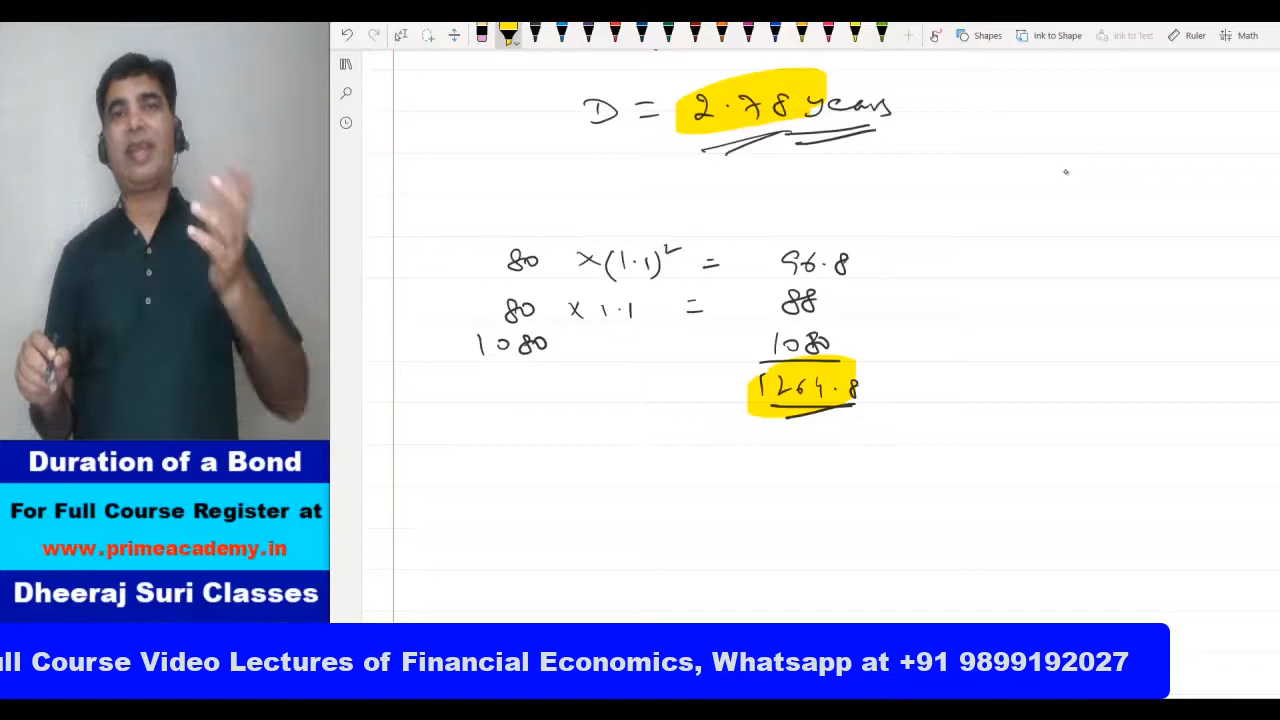 Shapes
Ink to Shape
Ink to Text
Ruler
Math
D = 2.78 years
80 × (1.1)² = 96.8
80 × 1.1 = 88
1080 1080
1264.8
Duration of a Bond
For Full Course Register at
www.primeacademy.in
Dheeraj Suri Classes
ull Course Video Lectures of Financial Economics, Whatsapp at +91 9899192027